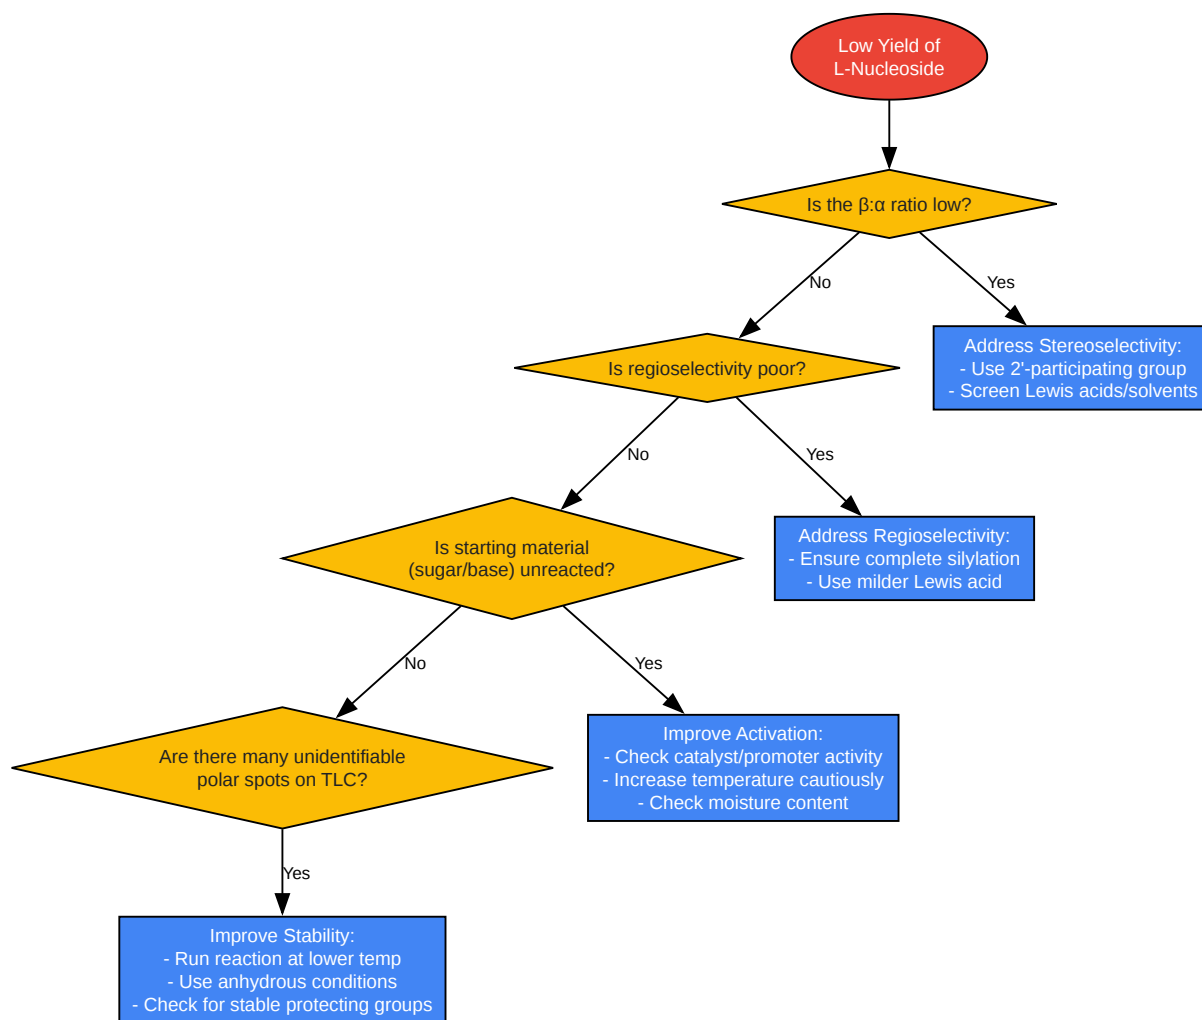 Low Yield of
L-Nucleoside
Is the β:α ratio low?
No
Yes
Address Stereoselectivity:
- Use 2'-participating group
- Screen Lewis acids/solvents
Is regioselectivity poor?
No
Yes
Address Regioselectivity:
- Ensure complete silylation
- Use milder Lewis acid
Is starting material
(sugar/base) unreacted?
No
Yes
Improve Activation:
- Check catalyst/promoter activity
- Increase temperature cautiously
- Check moisture content
Are there many unidentifiable
polar spots on TLC?
Yes
Improve Stability:
- Run reaction at lower temp
- Use anhydrous conditions
- Check for stable protecting groups